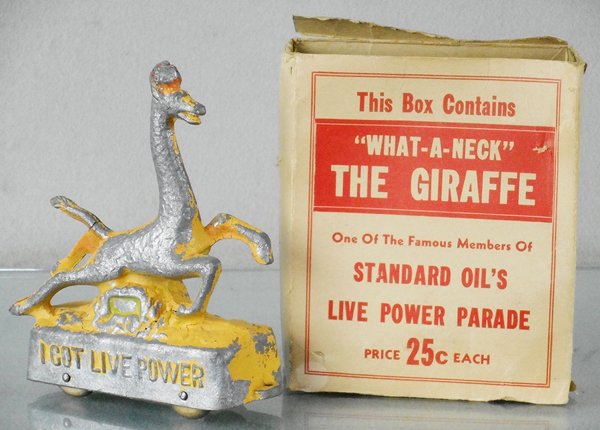 This Box Contains
"WHAT-A-NECK"
THE GIRAFFE
One Of The Famous Members Of
STANDARD OIL'S
LIVE POWER PARADE
PRICE 25c EACH
I GOT LIVE POWER